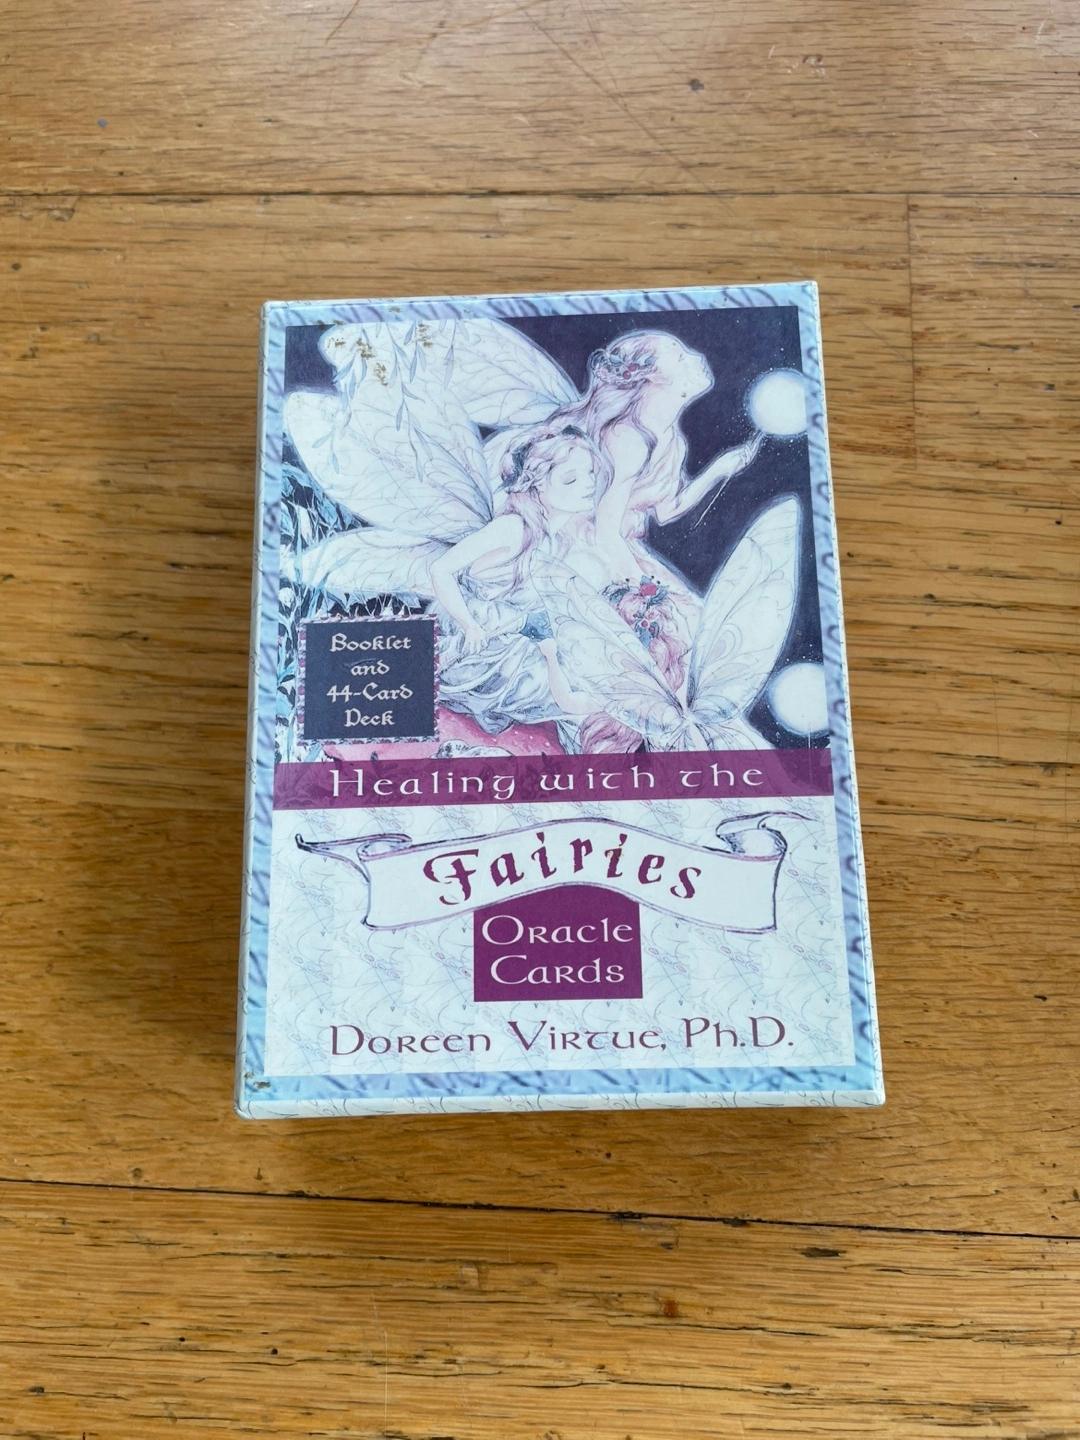 Booklet
and
44-Card
Deck
Healing with the
Fairies
Oracle
Cards
Doreen Virtue, Ph.D.